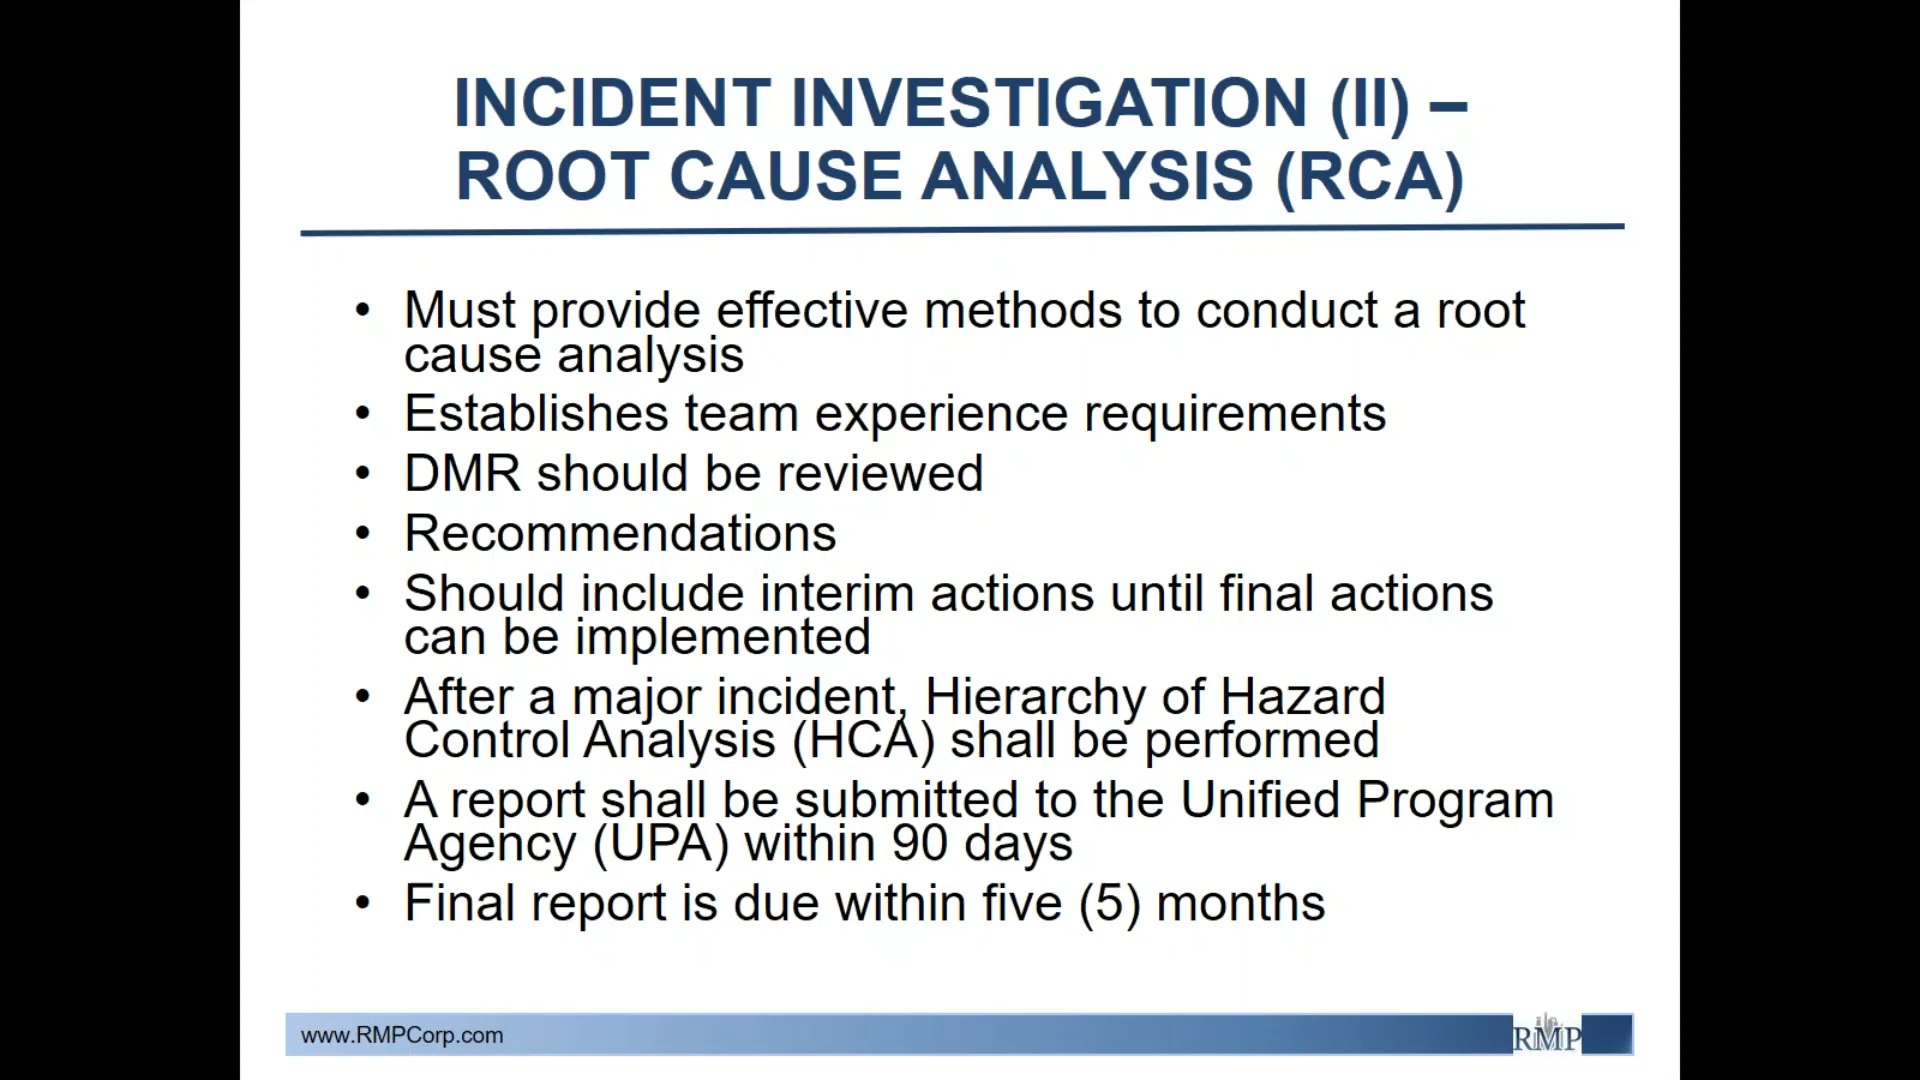 INCIDENT INVESTIGATION (II) –
ROOT CAUSE ANALYSIS (RCA)
• Must provide effective methods to conduct a root
cause analysis
• Establishes team experience requirements
• DMR should be reviewed
• Recommendations
• Should include interim actions until final actions
can be implemented
• After a major incident, Hierarchy of Hazard
Control Analysis (HCA) shall be performed
• A report shall be submitted to the Unified Program
Agency (UPA) within 90 days
• Final report is due within five (5) months
www.RMPCorp.com
RMP